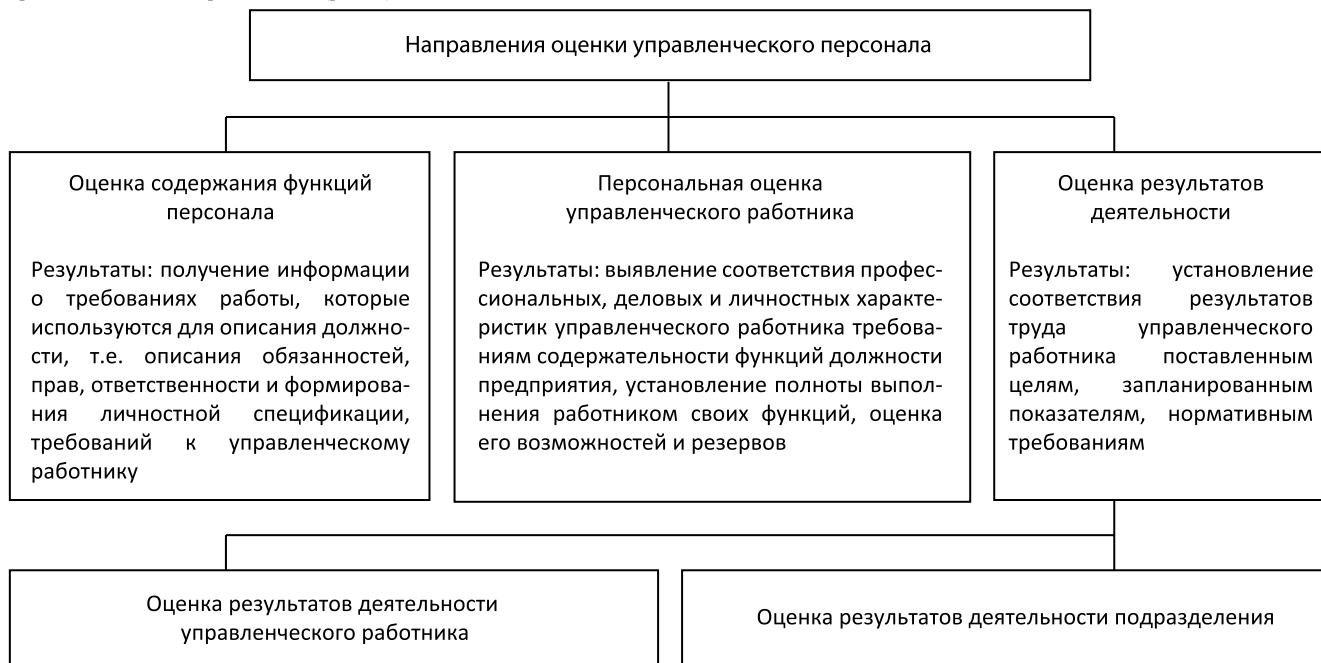 Направления оценки управленческого персонала
Оценка содержания функций
персонала
Результаты: получение информации
о требованиях работы, которые
используются для описания должно-
сти, т.е. описания обязанностей,
прав, ответственности и формирова-
ния личностной спецификации,
требований к управленческому
работнику
Персональная оценка
управленческого работника
Результаты: выявление соответствия профес-
сиональных, деловых и личностных характе-
ристик управленческого работника требова-
ниям содержательности функций должности
предприятия, установление полноты выпол-
нения работником своих функций, оценка
его возможностей и резервов
Оценка результатов
деятельности
Результаты: установление
соответствия результатов
труда управленческого
работника поставленным
целям, запланированным
показателям, нормативным
требованиям
Оценка результатов деятельности
управленческого работника
Оценка результатов деятельности подразделения